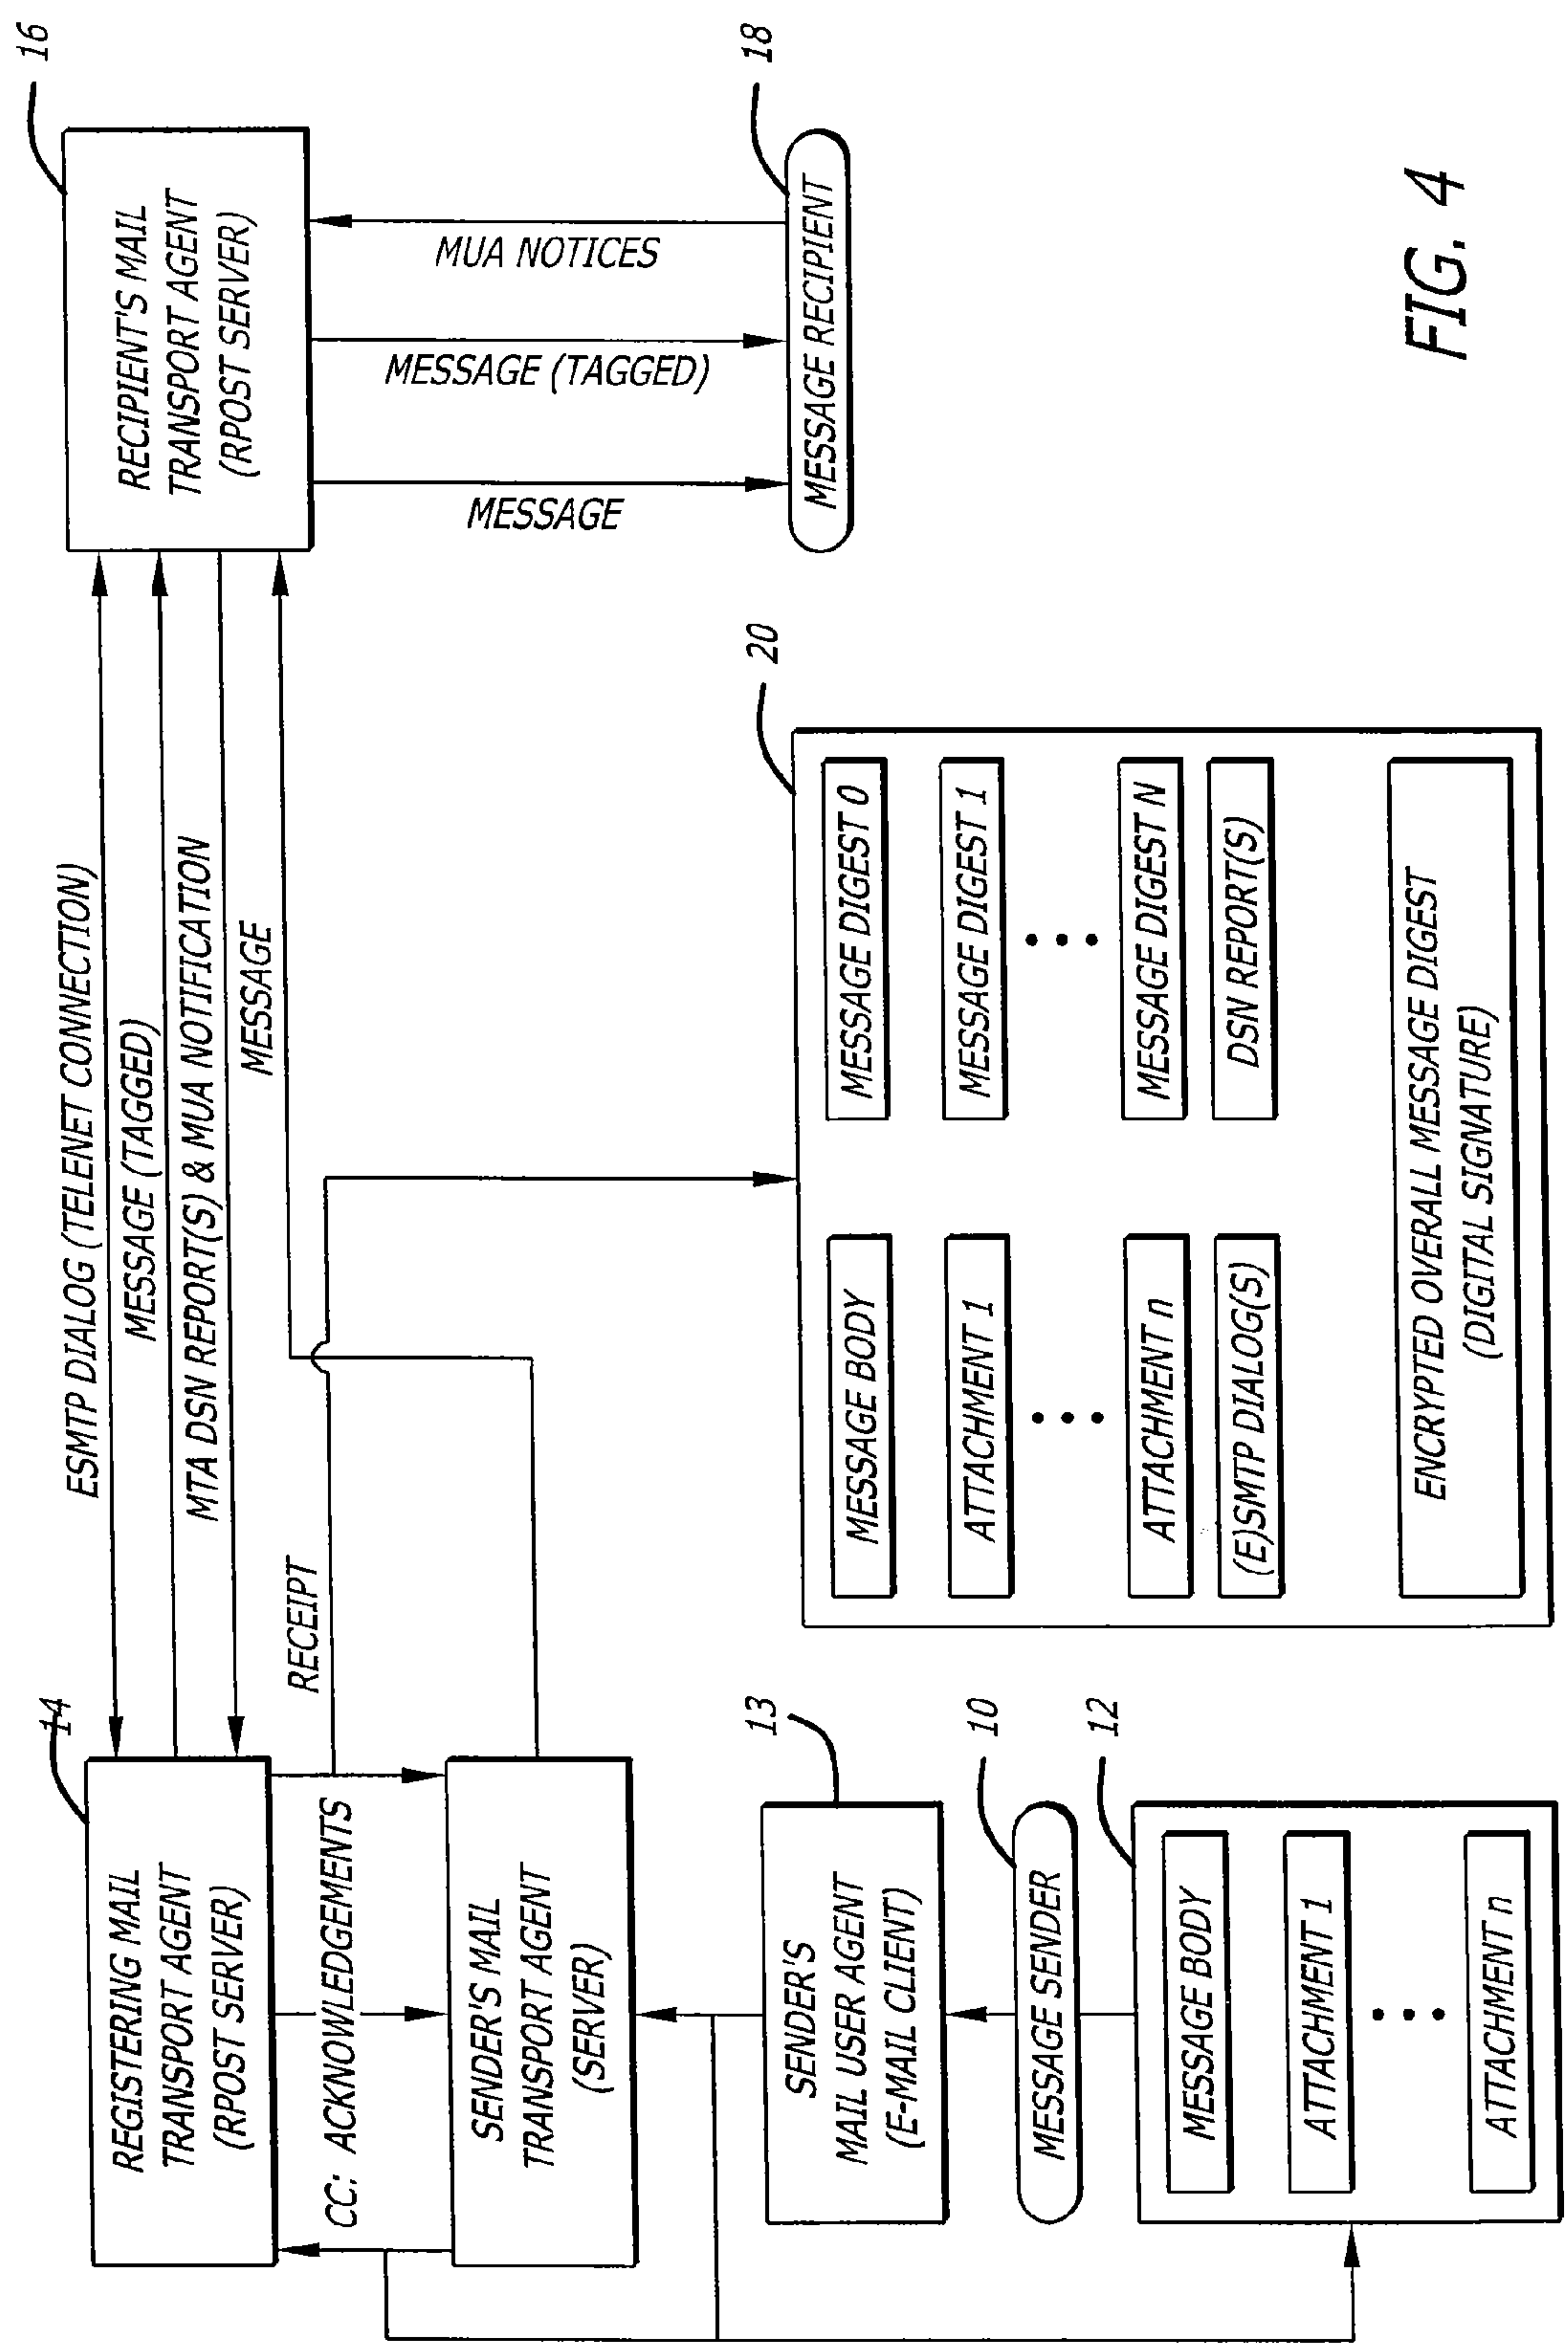 14
REGISTERING MAIL
TRANSPORT AGENT
(RPOST SERVER)
ESMTP DIALOG (TELENET CONNECTION)
MESSAGE (TAGGED)
MTA DSN REPORT(S) & MUA NOTIFICATION
MESSAGE
16
RECIPIENT'S MAIL
TRANSPORT AGENT
(RPOST SERVER)
CC: ACKNOWLEDGEMENTS
RECEIPT
SENDER'S MAIL
TRANSPORT AGENT
(SERVER)
MESSAGE
MESSAGE (TAGGED)
MUA NOTICES
13
SENDER'S
MAIL USER AGENT
(E-MAIL CLIENT)
10
MESSAGE SENDER
12
MESSAGE BODY
ATTACHMENT 1
ATTACHMENT n
20
MESSAGE BODY
MESSAGE DIGEST 0
ATTACHMENT 1
MESSAGE DIGEST 1
ATTACHMENT n
MESSAGE DIGEST N
(E)SMTP DIALOG(S)
DSN REPORT(S)
ENCRYPTED OVERALL MESSAGE DIGEST
(DIGITAL SIGNATURE)
18
MESSAGE RECIPIENT
FIG. 4